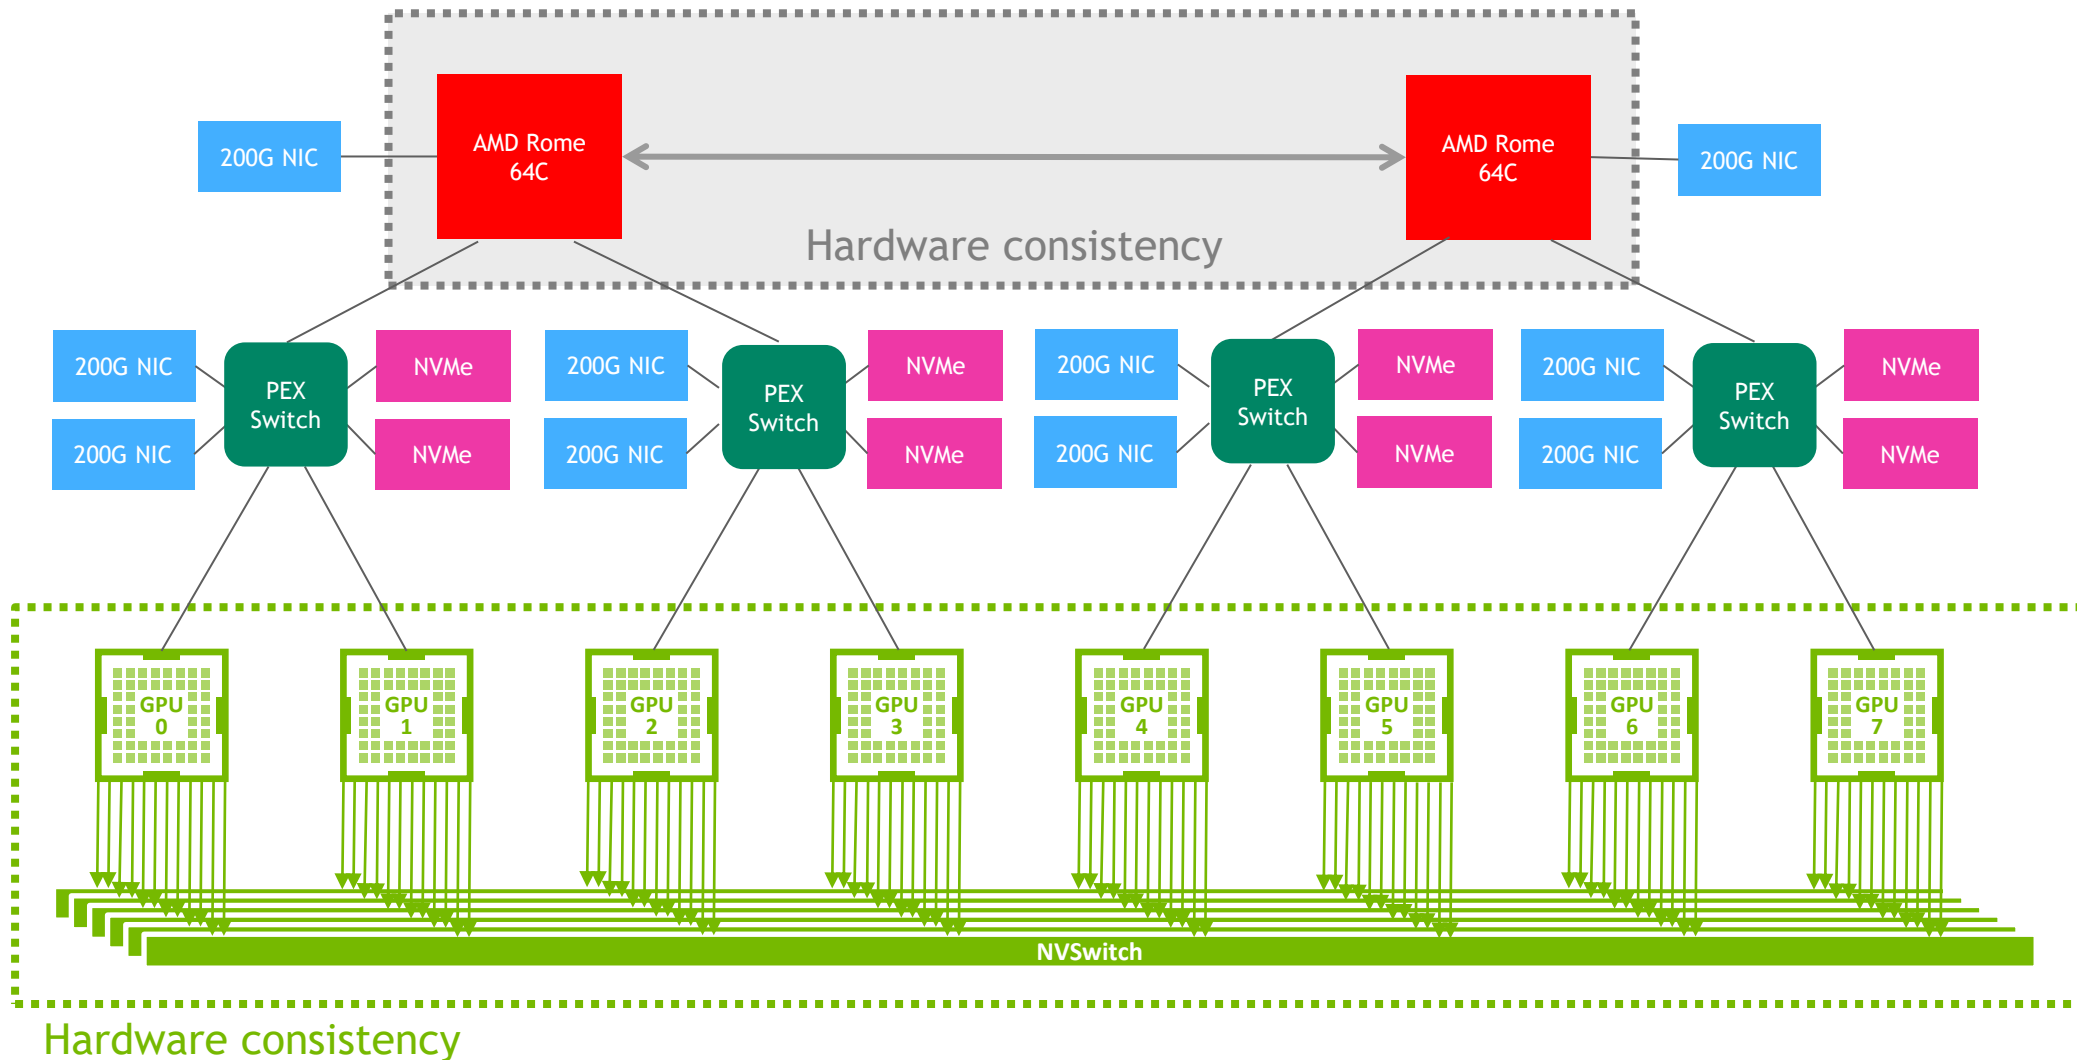 AMD Rome
64C
AMD Rome
64C
200G NIC
200G NIC
Hardware consistency
200G NIC
NVMe
200G NIC
NVMe
200G NIC
NVMe
200G NIC
NVMe
PEX
Switch
PEX
Switch
PEX
Switch
PEX
Switch
200G NIC
NVMe
200G NIC
NVMe
200G NIC
NVMe
200G NIC
NVMe
GPU
0
GPU
1
GPU
2
GPU
3
GPU
4
GPU
5
GPU
6
GPU
7
NVSwitch
Hardware consistency